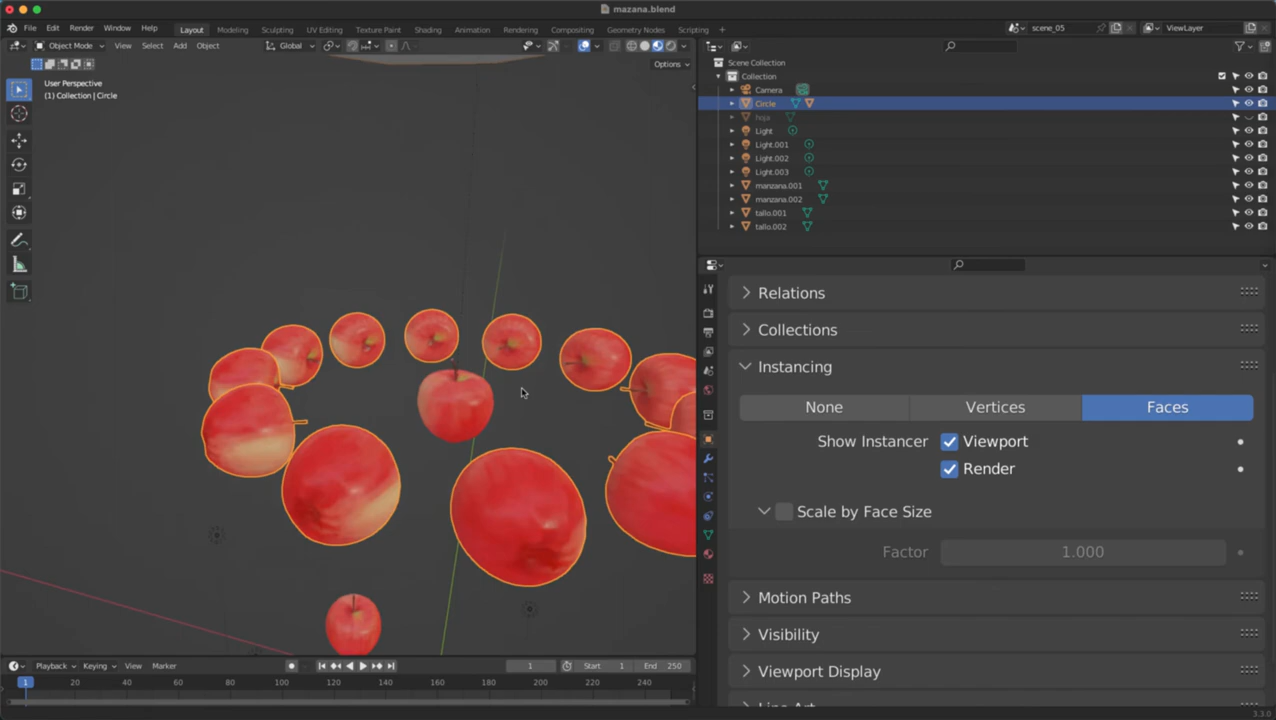 mazana.blend
File Edit Render Window Help Layout Modeling Sculpting UV Editing Texture Paint Shading Animation Rendering Compositing Geometry Nodes Scripting + scene_05 ViewLayer
Object Mode View Select Add Object Global
Options
User Perspective
(1) Collection | Circle
Scene Collection
Collection
Camera
Circle
hoja
Light
Light.001
Light.002
Light.003
manzana.001
manzana.002
tallo.001
tallo.002
Relations
Collections
Instancing
None Vertices Faces
Show Instancer Viewport
Render
Scale by Face Size
Factor 1.000
Motion Paths
Visibility
Viewport Display
Line Art
Playback Keying View Marker 1 Start 1 End 250
1 20 40 60 80 100 120 140 160 180 200 220 240
3.3.0